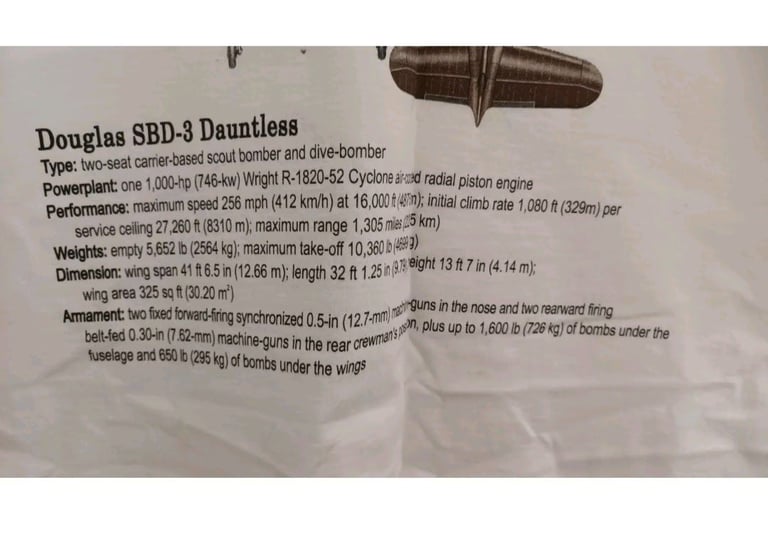 Douglas SBD-3 Dauntless
Type: two-seat carrier-based scout bomber and dive-bomber
Powerplant: one 1,000-hp (746-kw) Wright R-1820-52 Cyclone radial piston engine
Performance: maximum speed 256 mph (412 km/h) at 16,000 ft initial climb rate 1,080 ft (329m) per
service ceiling 27,260 ft (8310 m); maximum range 1,305 miles km)
Weights: empty 5,652 lb (2564 kg); maximum take-off 10,360 lb
Dimension: wing span 41 ft 6.5 in (12.66 m); length 32 ft 1.25 in 13 ft 7 in (4.14 m);
wing area 325 sq ft (30.20 m²)
Armament: two fixed forward-firing synchronized 0.5-in (12.7-mm) in the nose and two rearward firing
belt-fed 0.30-in (7.62-mm) machine-guns in the rear crewman's plus up to 1,600 lb (726 kg) of bombs under the
fuselage and 650 lb (295 kg) of bombs under the wings